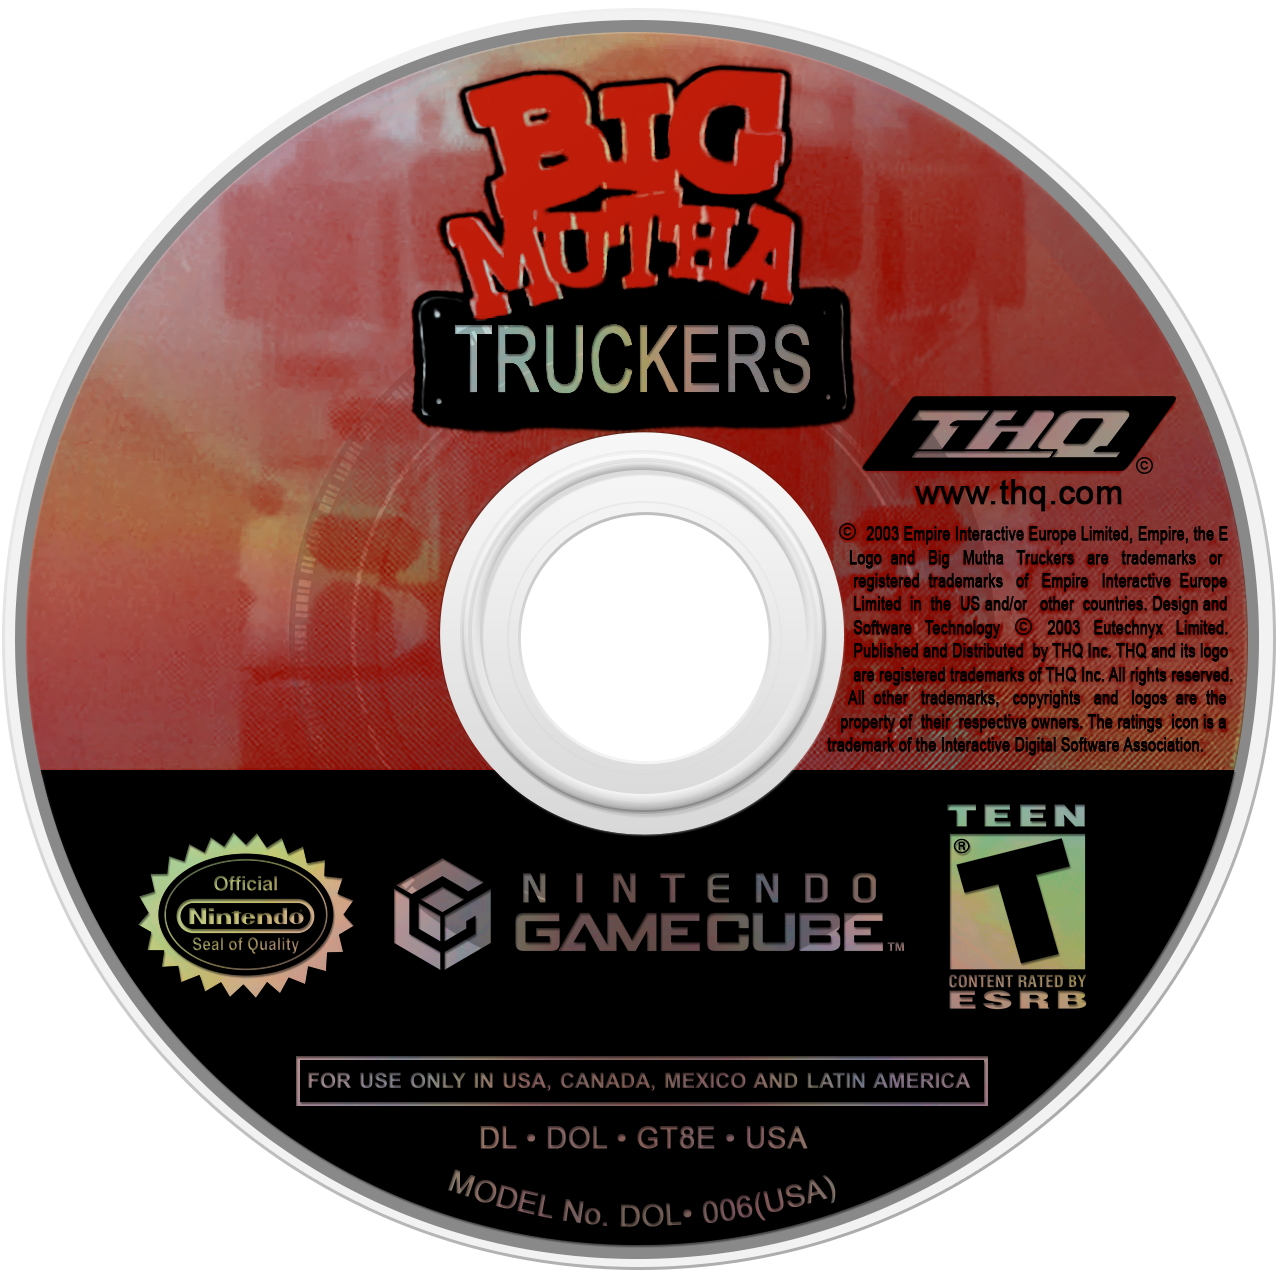 BIG
MUTHA
TRUCKERS
THQ
©
www.thq.com
© 2003 Empire Interactive Europe Limited, Empire, the E
Logo and Big Mutha Truckers are trademarks or
registered trademarks of Empire Interactive Europe
Limited in the US and/or other countries. Design and
Software Technology © 2003 Eutechnyx Limited.
Published and Distributed by THQ Inc. THQ and its logo
are registered trademarks of THQ Inc. All rights reserved.
All other trademarks, copyrights and logos are the
property of their respective owners. The ratings icon is a
trademark of the Interactive Digital Software Association.
Official
Nintendo
Seal of Quality
NINTENDO
GAMECUBE™
TEEN
®
T
CONTENT RATED BY
ESRB
FOR USE ONLY IN USA, CANADA, MEXICO AND LATIN AMERICA
DL • DOL • GT8E • USA
MODEL No. DOL• 006(USA)